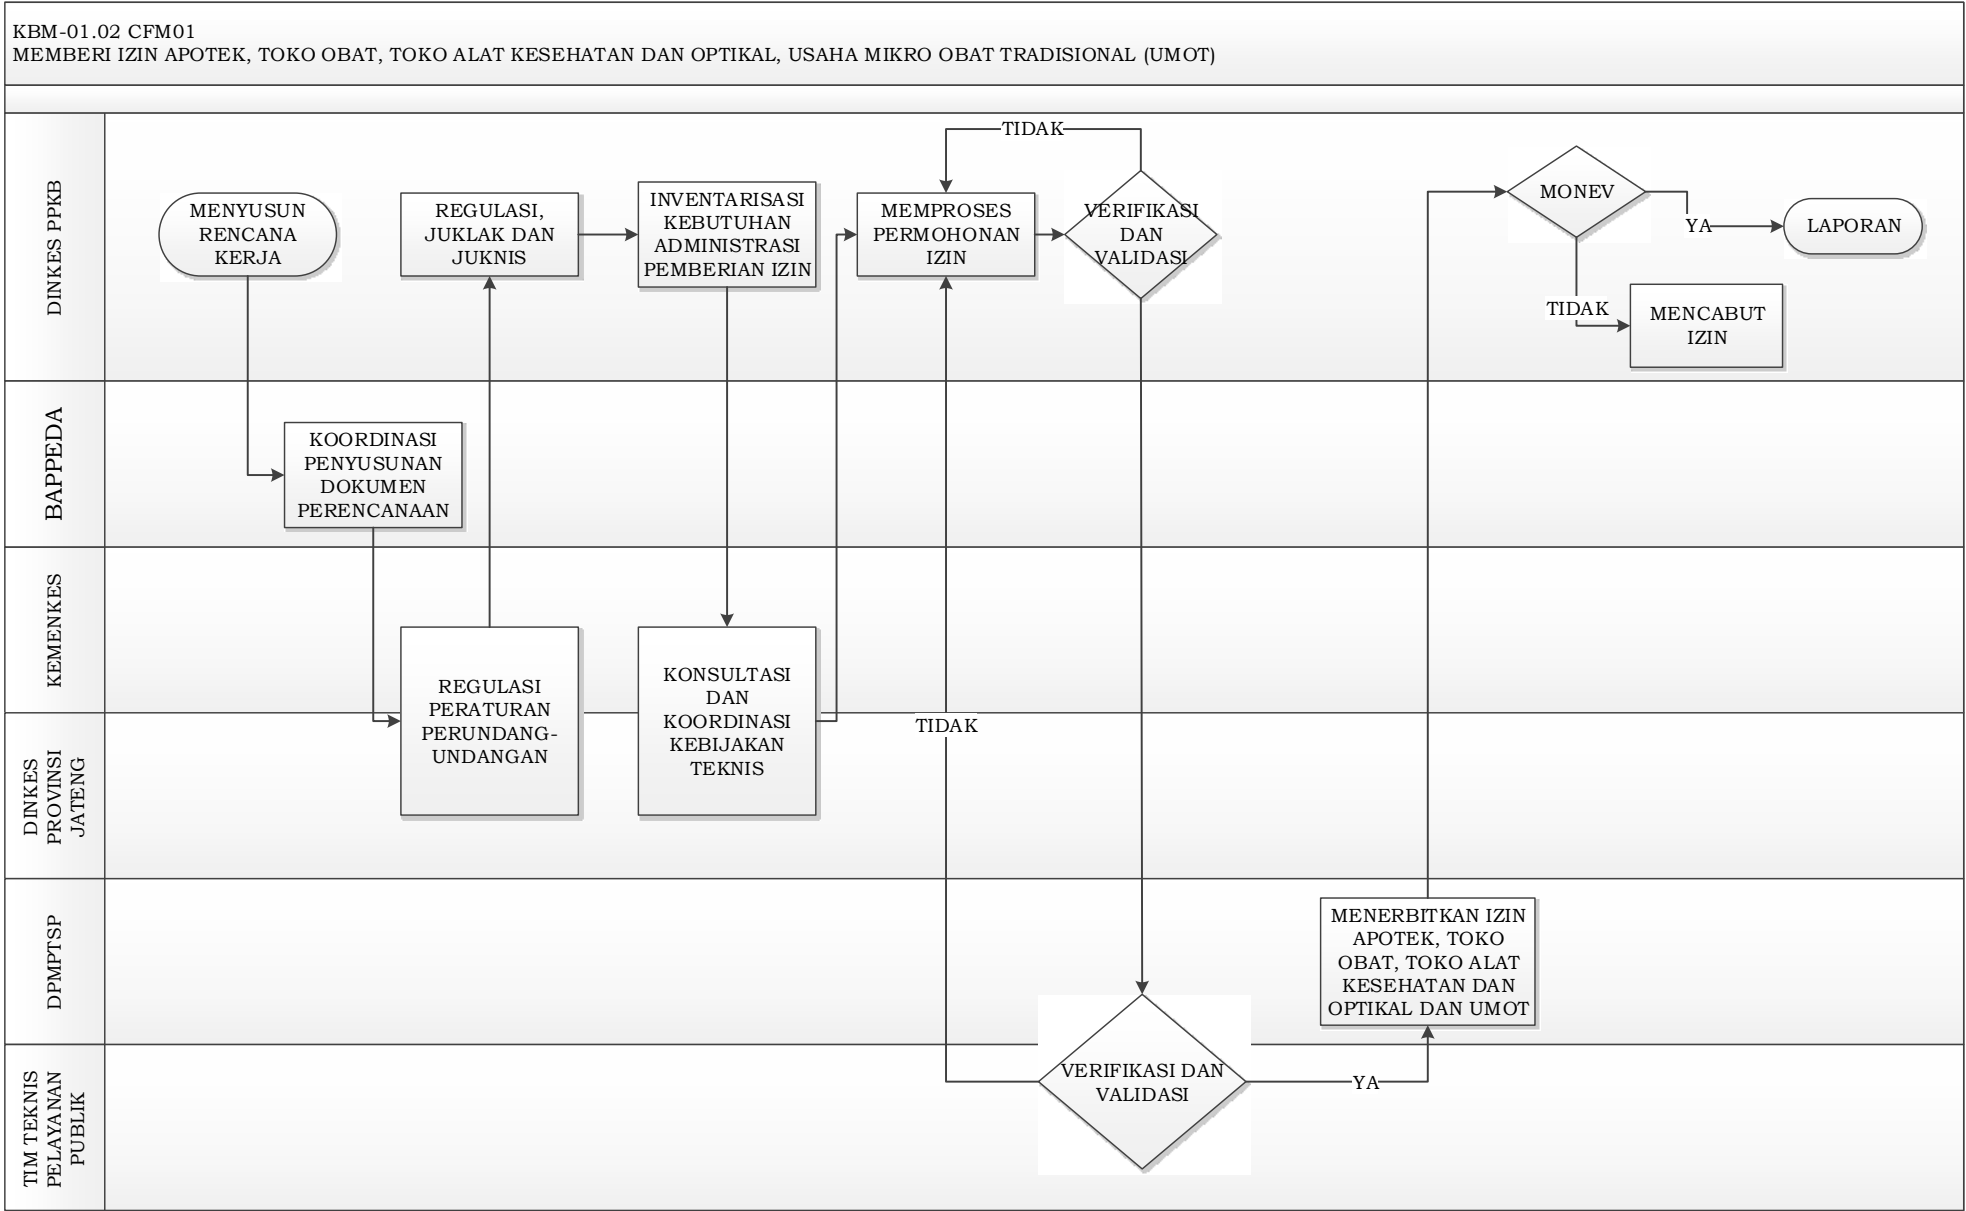 KBM-01.02 CFM01
MEMBERI IZIN APOTEK, TOKO OBAT, TOKO ALAT KESEHATAN DAN OPTIKAL, USAHA MIKRO OBAT TRADISIONAL (UMOT)
DINKES PPKB
MENYUSUN
RENCANA
KERJA
REGULASI,
JUKLAK DAN
JUKNIS
INVENTARISASI
KEBUTUHAN
ADMINISTRASI
PEMBERIAN IZIN
MEMPROSES
PERMOHONAN
IZIN
TIDAK
VERIFIKASI
DAN
VALIDASI
MONEV
YA
LAPORAN
TIDAK
MENCABUT
IZIN
BAPPEDA
KOORDINASI
PENYUSUNAN
DOKUMEN
PERENCANAAN
KEMENKES
DINKES
PROVINSI
JATENG
REGULASI
PERATURAN
PERUNDANG-
UNDANGAN
KONSULTASI
DAN
KOORDINASI
KEBIJAKAN
TEKNIS
TIDAK
DPMPTSP
MENERBITKAN IZIN
APOTEK, TOKO
OBAT, TOKO ALAT
KESEHATAN DAN
OPTIKAL DAN UMOT
TIM TEKNIS
PELAYANAN
PUBLIK
VERIFIKASI DAN
VALIDASI
YA